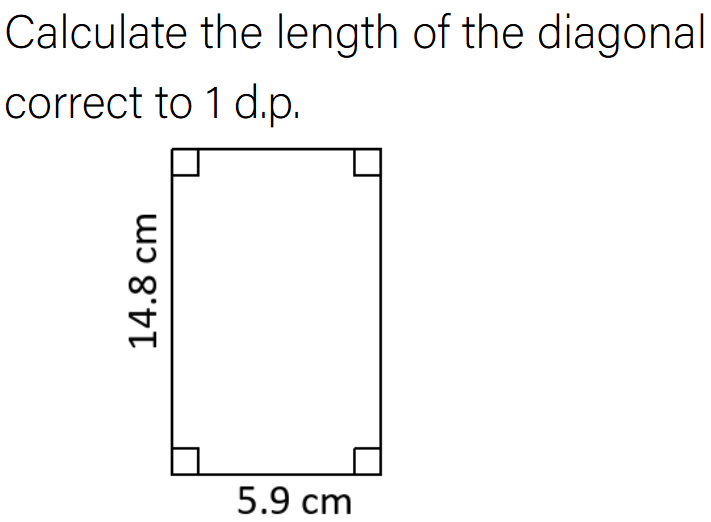 Calculate the length of the diagonal
correct to 1 d.p.
14.8 cm
5.9 cm